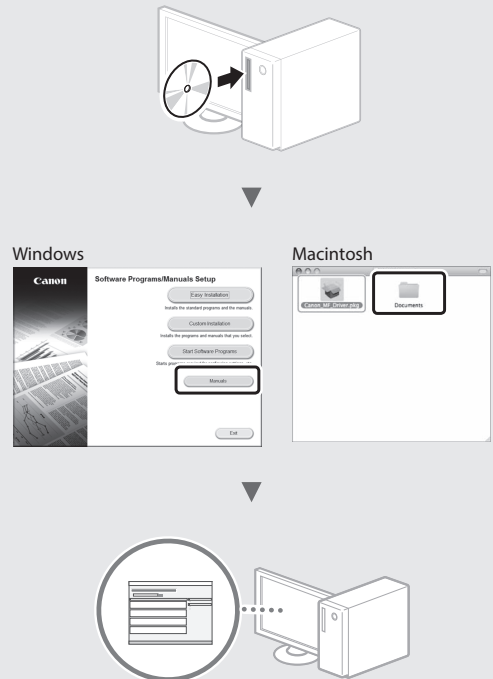 Windows
Macintosh
Canon
Software Programs/Manuals Setup
Easy Installation
Installs the standard programs and the manuals.
Custom Installation
Installs the programs and manuals that you select.
Start Software Programs
Manuals
Exit
Canon_MF_Driver.pkg
Documents